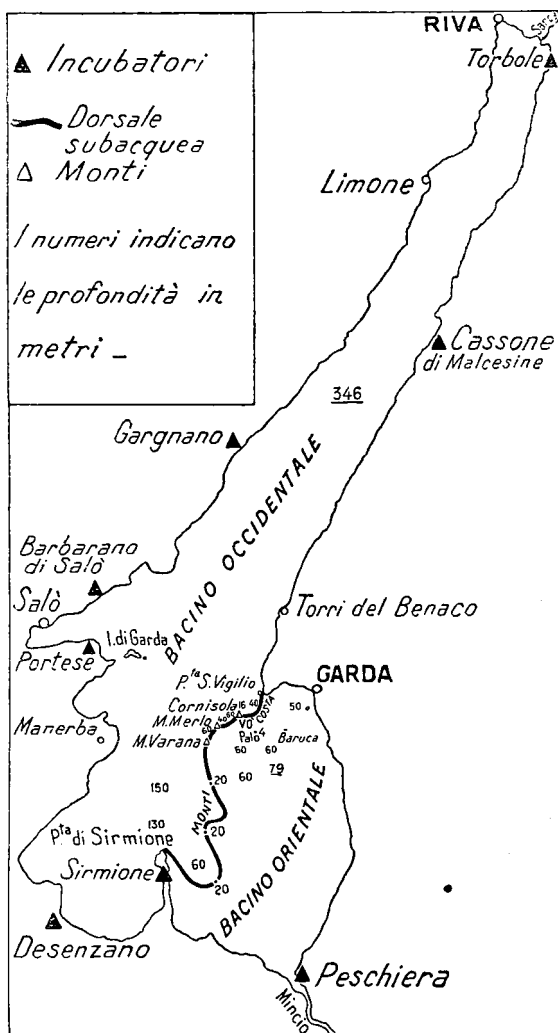 Incubatori
Dorsale
subacquea
Monti
I numeri indicano
le profondità in
metri _
RIVA
Sarca
Torbole
Limone
Cassone
di Malcesine
346
Gargnano
BACINO OCCIDENTALE
Barbarano
di Salò
Salò
Torri del Benaco
I. di Garda
Portese
P.ta S. Vigilio
GARDA
Cornisola 16 40
50
COSTA
M. Merlo
60
VO
Manerba
M. Varana
Palò
Baruca
60 60
20 60 79
150
MONTI
130
20
P.ta di Sirmione
60
Sirmione
20
BACINO ORIENTALE
Desenzano
Peschiera
Mincio